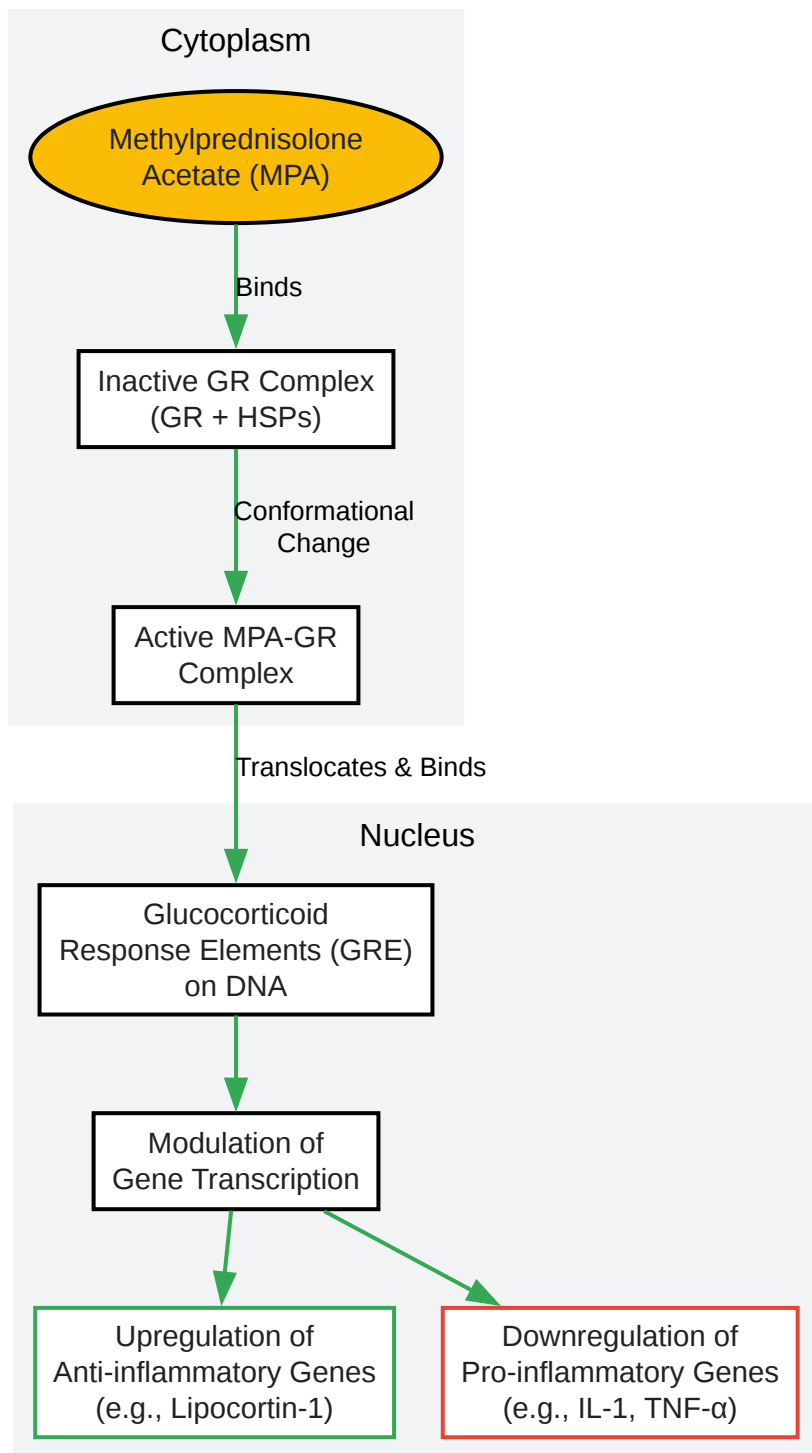 Cytoplasm
Methylprednisolone
Acetate (MPA)
Binds
Inactive GR Complex
(GR + HSPs)
Conformational
Change
Active MPA-GR
Complex
Translocates & Binds
Nucleus
Glucocorticoid
Response Elements (GRE)
on DNA
Modulation of
Gene Transcription
Upregulation of
Anti-inflammatory Genes
(e.g., Lipocortin-1)
Downregulation of
Pro-inflammatory Genes
(e.g., IL-1, TNF-α)